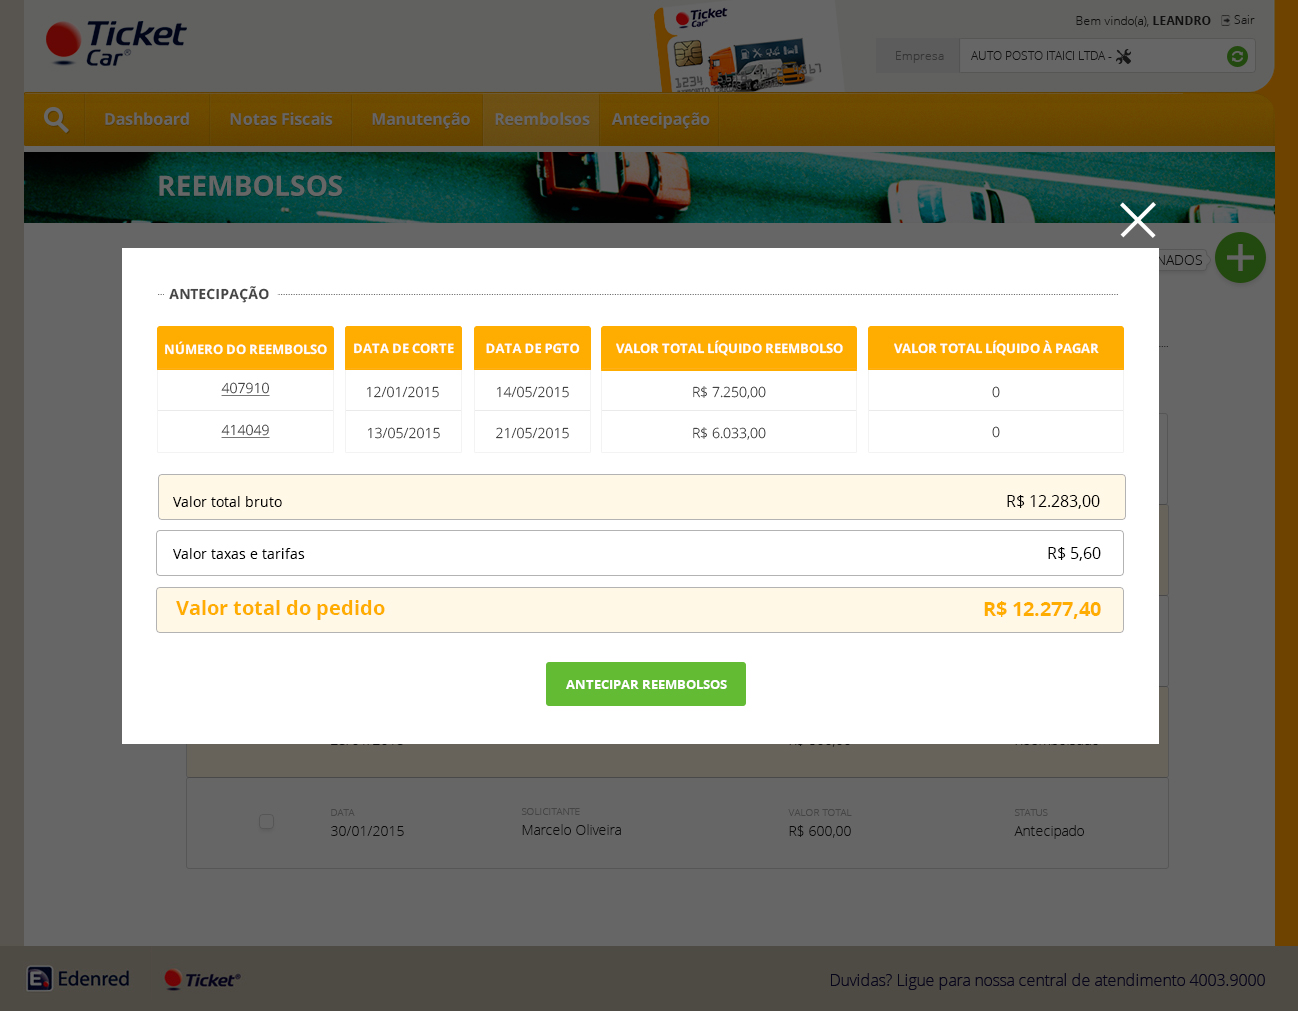 Ticket
Car®
Ticket
Car
Bem vindo(a), LEANDRO
Sair
Empresa
AUTO POSTO ITAICI LTDA -
Dashboard
Notas Fiscais
Manutenção
Reembolsos
Antecipação
REEMBOLSOS
ANTECIPAÇÃO
NÚMERO DO REEMBOLSO DATA DE CORTE DATA DE PGTO VALOR TOTAL LÍQUIDO REEMBOLSO VALOR TOTAL LÍQUIDO À PAGAR
407910 12/01/2015 14/05/2015 R$ 7.250,00 0
414049 13/05/2015 21/05/2015 R$ 6.033,00 0
Valor total bruto R$ 12.283,00
Valor taxas e tarifas R$ 5,60
Valor total do pedido R$ 12.277,40
ANTECIPAR REEMBOLSOS
DATA SOLICITANTE VALOR TOTAL STATUS
30/01/2015 Marcelo Oliveira R$ 600,00 Antecipado
Edenred
Ticket®
Duvidas? Ligue para nossa central de atendimento 4003.9000